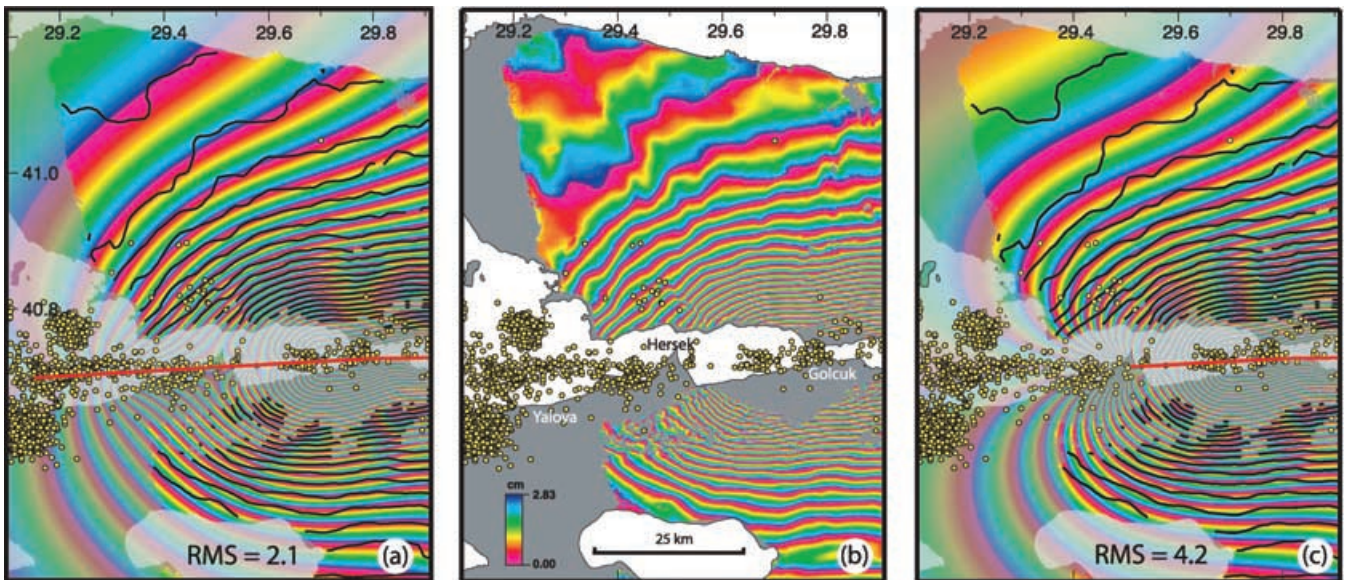 29.2 29.4 29.6 29.8
41.0
40.8
RMS = 2.1
(a)
29.2 29.4 29.6 29.8
Hersek
Golcuk
Yalova
cm
2.83
0.00
25 km
(b)
29.2 29.4 29.6 29.8
RMS = 4.2
(c)